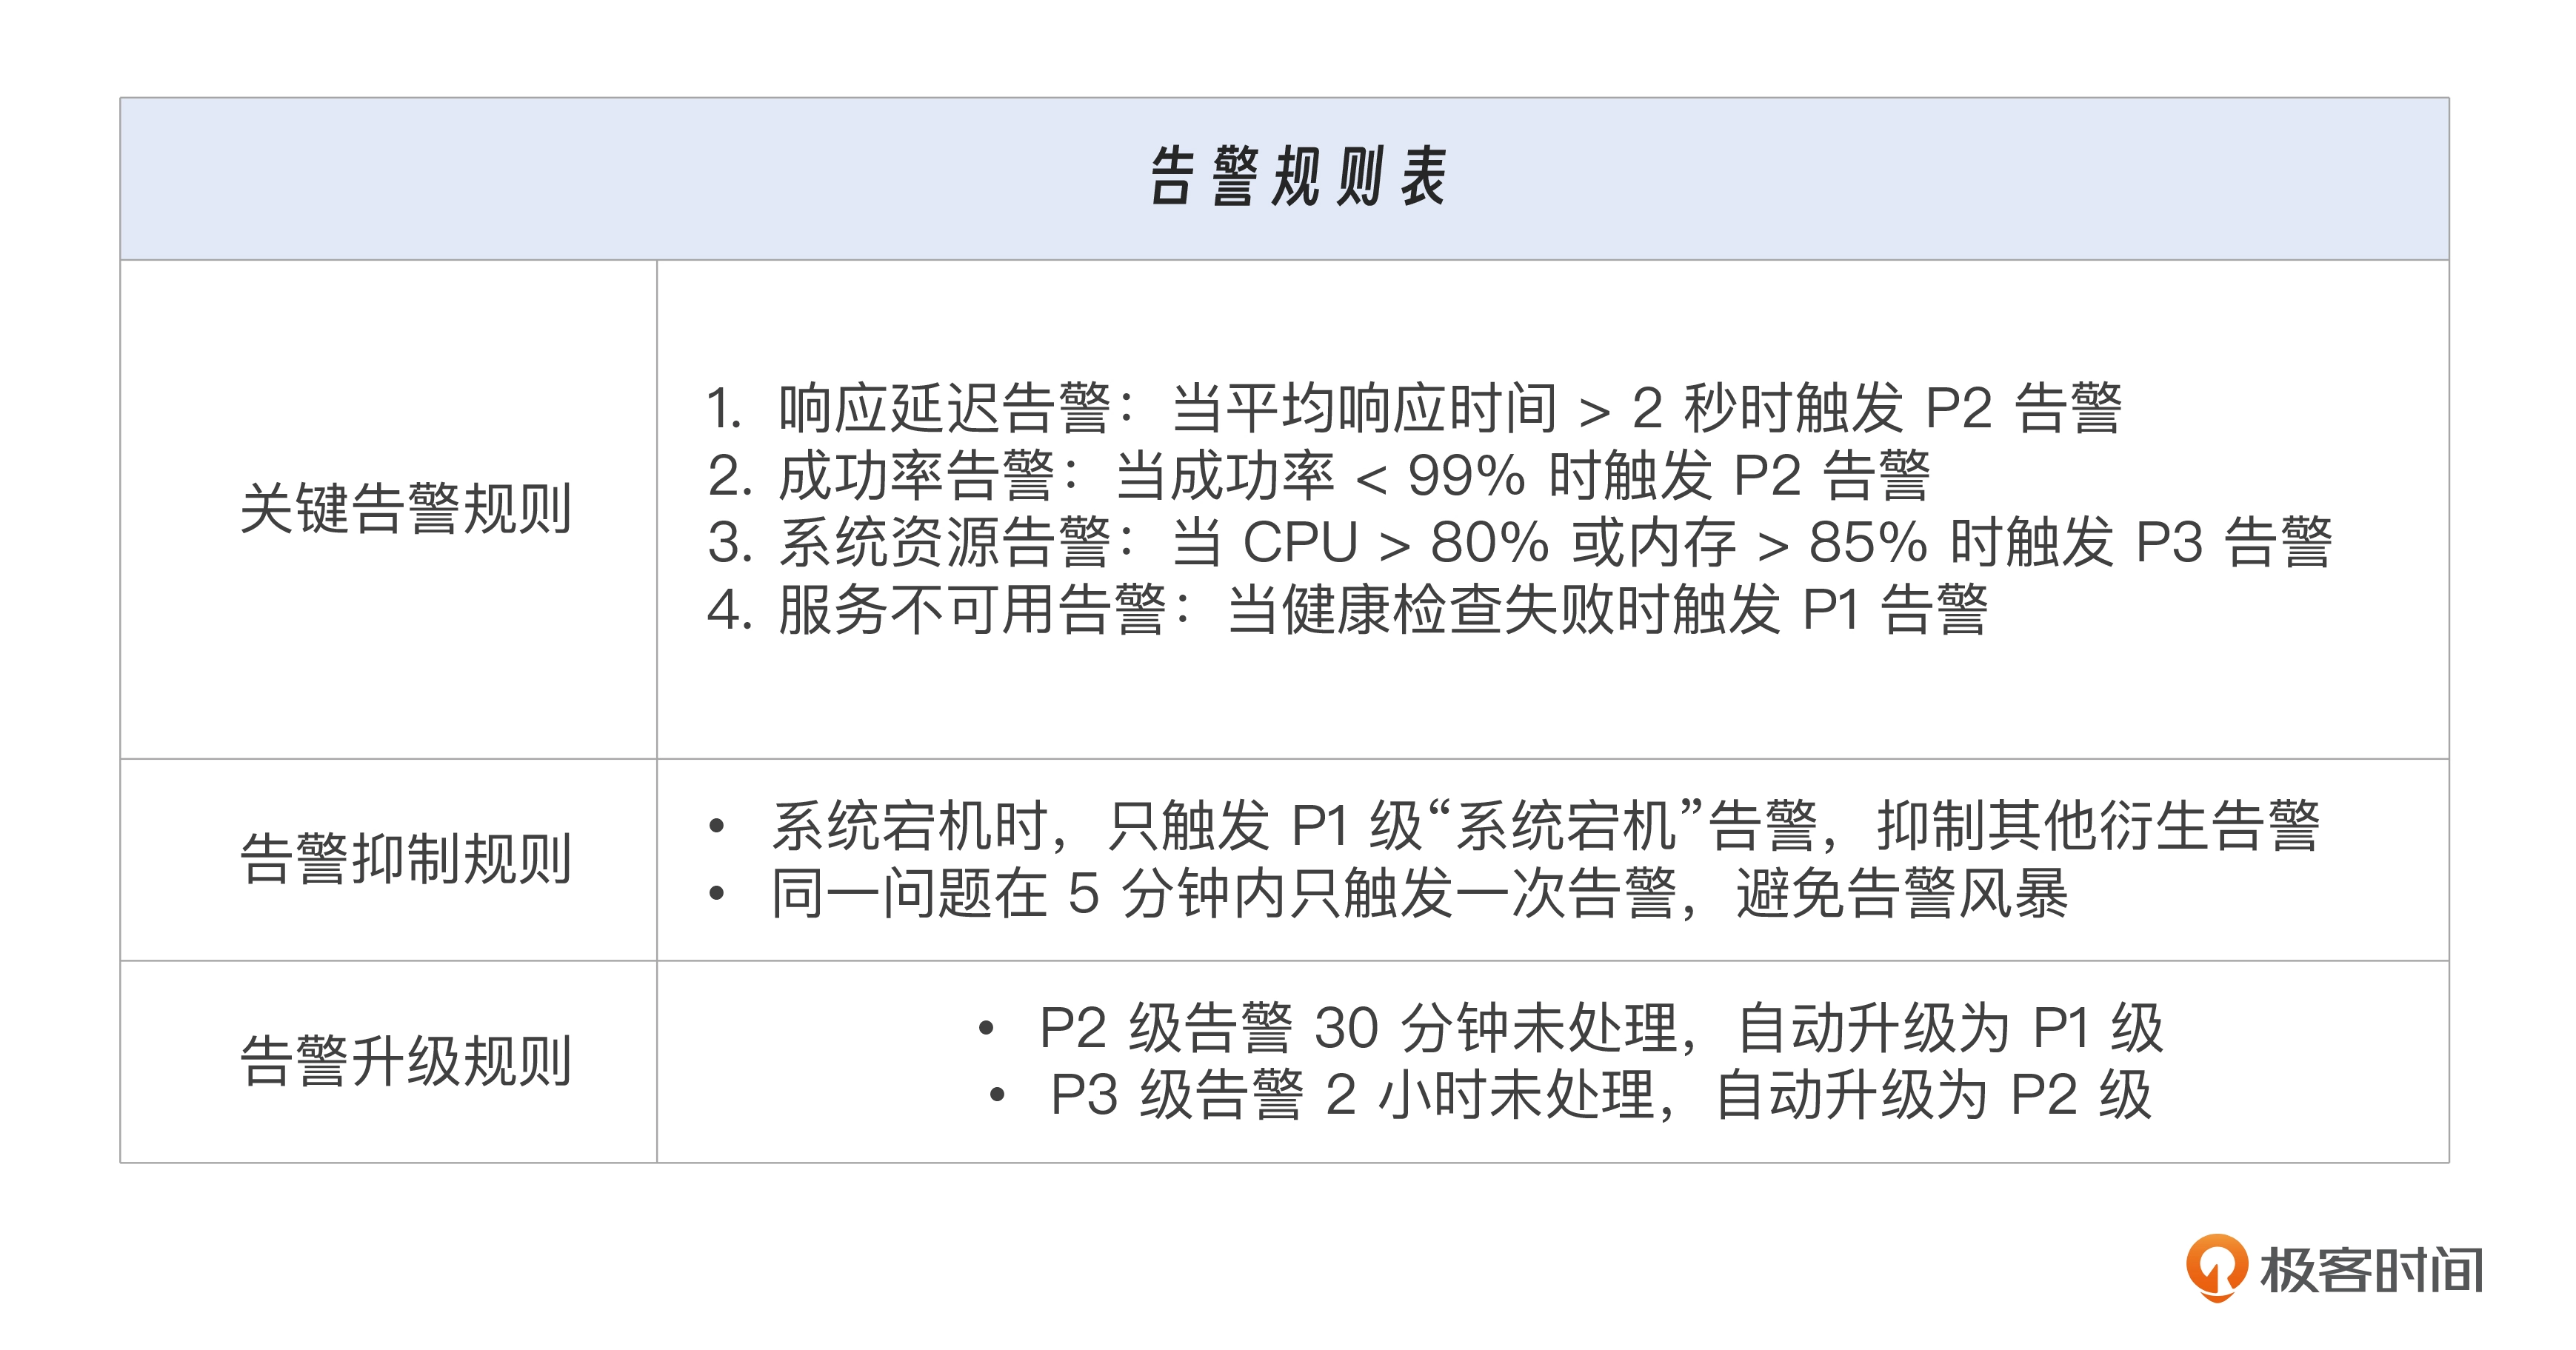 告警规则表
关键告警规则
1. 响应延迟告警：当平均响应时间 > 2 秒时触发 P2 告警
2. 成功率告警：当成功率 < 99% 时触发 P2 告警
3. 系统资源告警：当 CPU > 80% 或内存 > 85% 时触发 P3 告警
4. 服务不可用告警：当健康检查失败时触发 P1 告警
告警抑制规则
• 系统宕机时，只触发 P1 级“系统宕机”告警，抑制其他衍生告警
• 同一问题在 5 分钟内只触发一次告警，避免告警风暴
告警升级规则
• P2 级告警 30 分钟未处理，自动升级为 P1 级
• P3 级告警 2 小时未处理，自动升级为 P2 级
极客时间